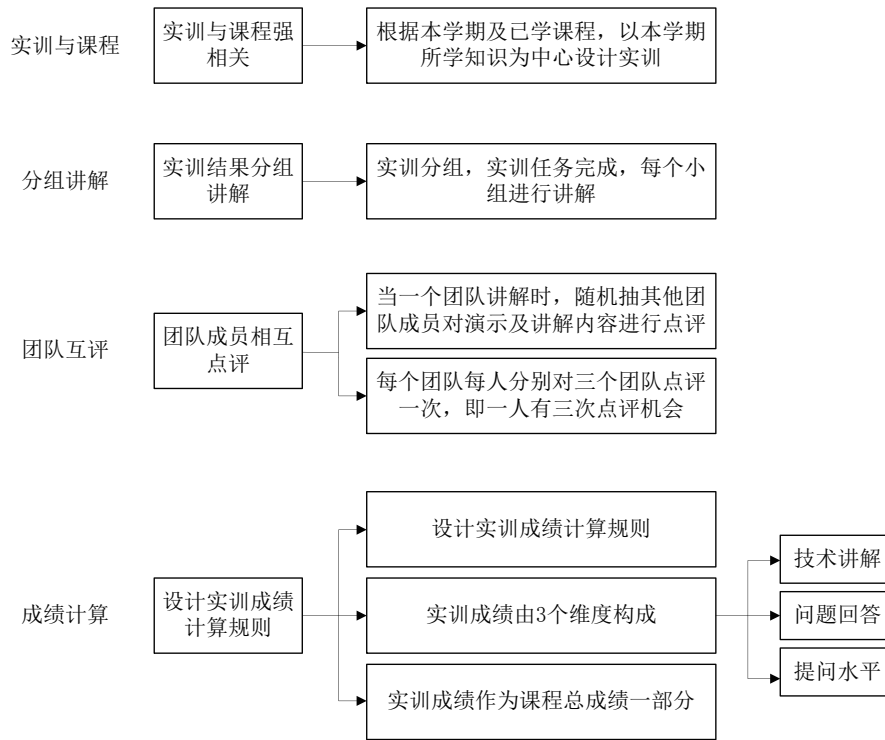 实训与课程
实训与课程强
相关
根据本学期及已学课程，以本学期
所学知识为中心设计实训
分组讲解
实训结果分组
讲解
实训分组，实训任务完成，每个小
组进行讲解
团队互评
团队成员相互
点评
当一个团队讲解时，随机抽其他团
队成员对演示及讲解内容进行点评
每个团队每人分别对三个团队点评
一次，即一人有三次点评机会
成绩计算
设计实训成绩
计算规则
设计实训成绩计算规则
实训成绩由3个维度构成
实训成绩作为课程总成绩一部分
技术讲解
问题回答
提问水平